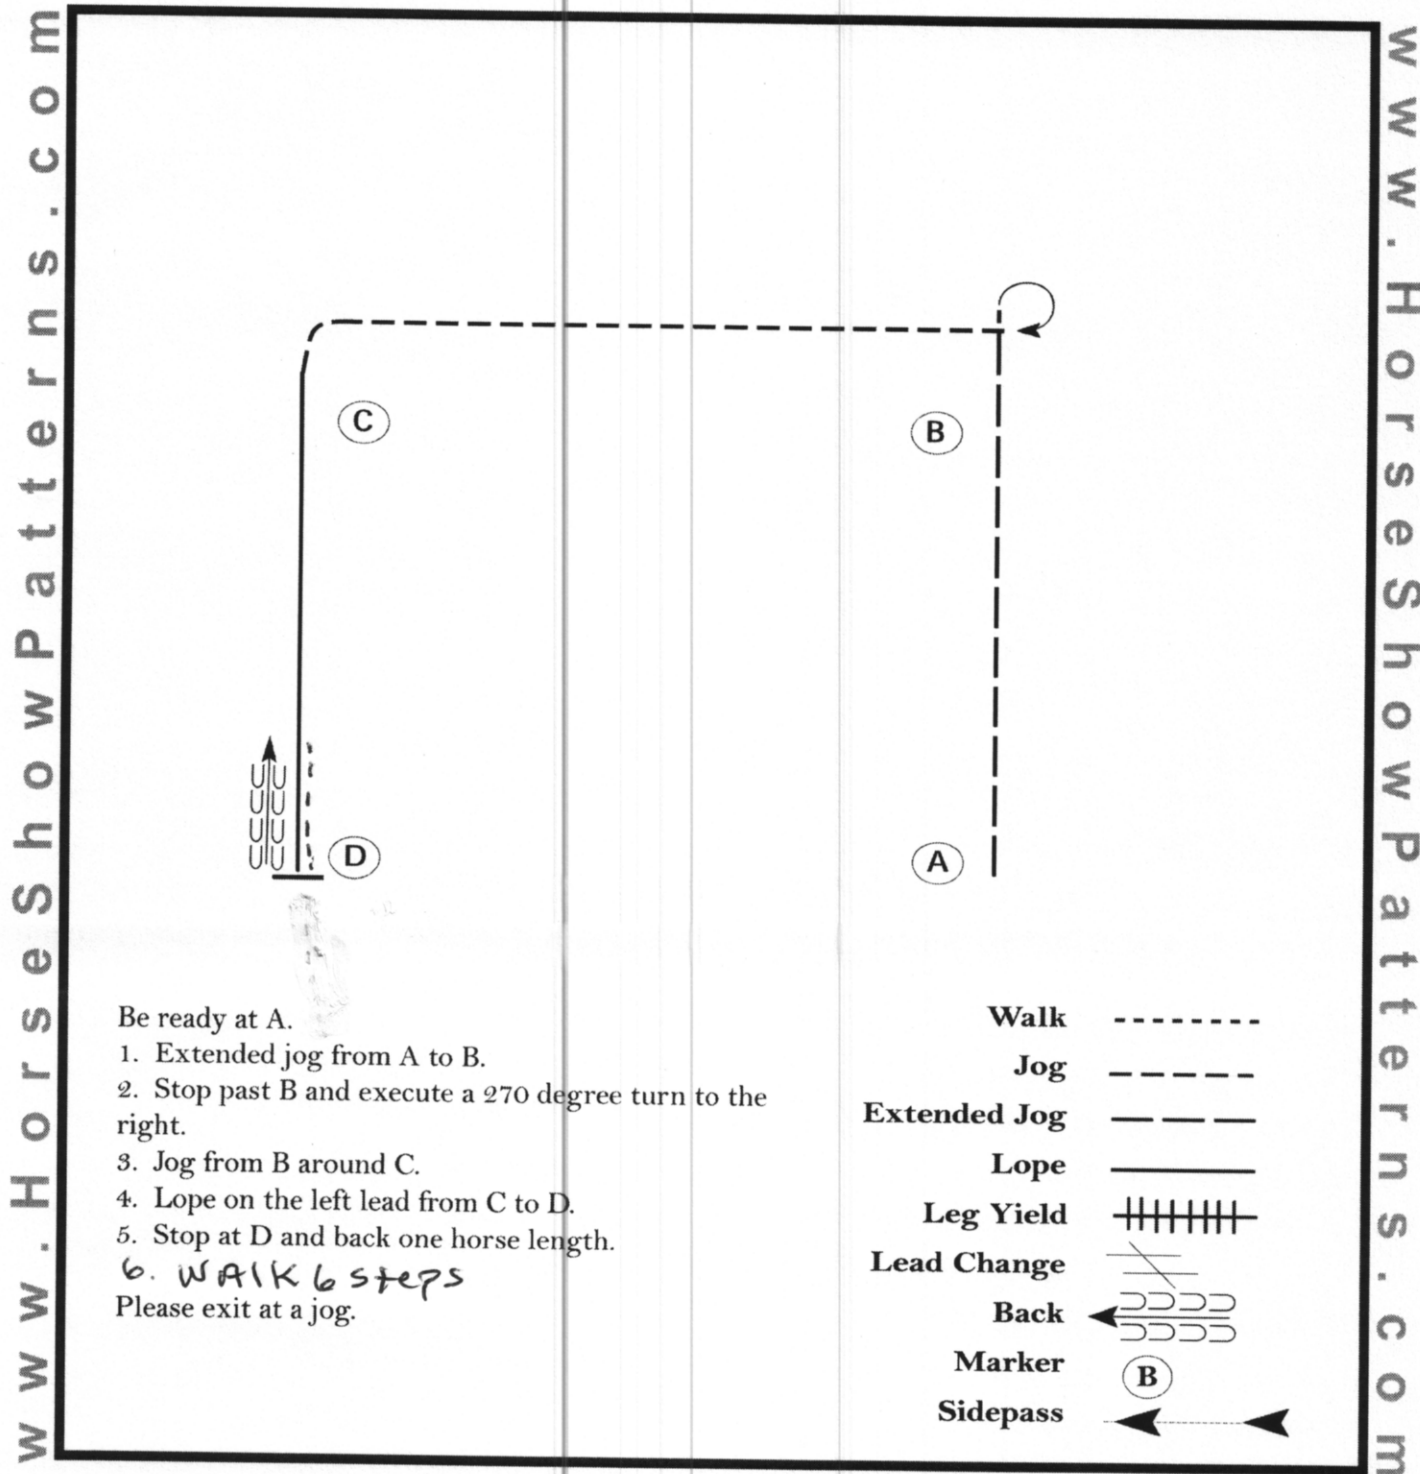 www.HorseShowPatterns.com
www.HorseShowPatterns.com
C
B
D
A
Be ready at A.
1. Extended jog from A to B.
2. Stop past B and execute a 270 degree turn to the
right.
3. Jog from B around C.
4. Lope on the left lead from C to D.
5. Stop at D and back one horse length.
6. WAlK 6 steps
Please exit at a jog.
Walk
Jog
Extended Jog
Lope
Leg Yield
Lead Change
Back
Marker
B
Sidepass